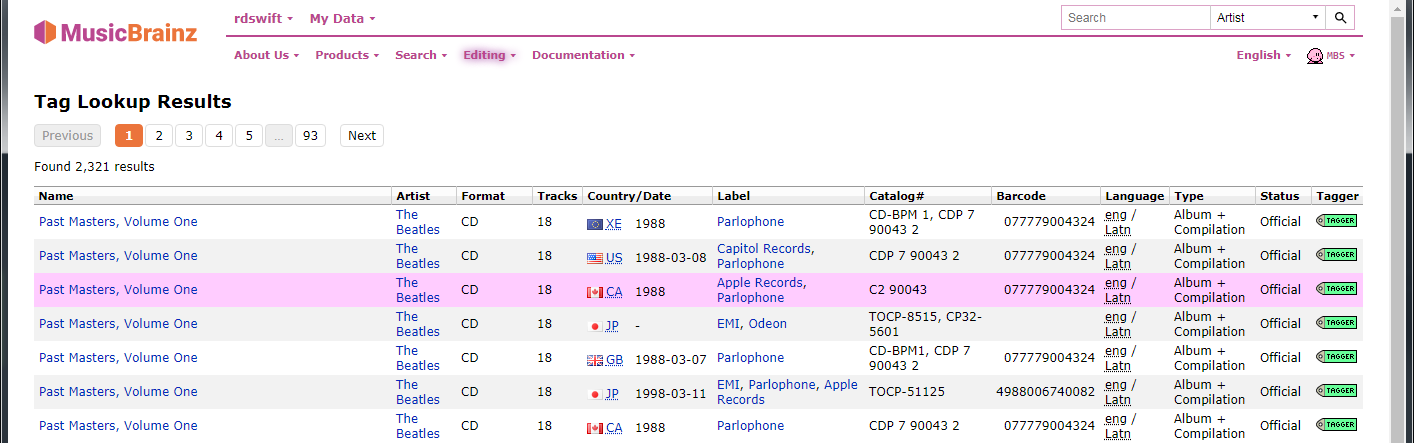 MusicBrainz
rdswift My Data
Search Artist
About Us Products Search Editing Documentation English MBS
Tag Lookup Results
Previous 1 2 3 4 5 ... 93 Next
Found 2,321 results
Name Artist Format Tracks Country/Date Label Catalog# Barcode Language Type Status Tagger
Past Masters, Volume One The Beatles CD 18 XE 1988 Parlophone CD-BPM 1, CDP 7 90043 2 077779004324 eng / Latn Album + Compilation Official TAGGER
Past Masters, Volume One The Beatles CD 18 US 1988-03-08 Capitol Records, Parlophone CDP 7 90043 2 077779004324 eng / Latn Album + Compilation Official TAGGER
Past Masters, Volume One The Beatles CD 18 CA 1988 Apple Records, Parlophone C2 90043 077779004324 eng / Latn Album + Compilation Official TAGGER
Past Masters, Volume One The Beatles CD 18 JP - EMI, Odeon TOCP-8515, CP32-5601 eng / Latn Album + Compilation Official TAGGER
Past Masters, Volume One The Beatles CD 18 GB 1988-03-07 Parlophone CD-BPM1, CDP 7 90043 2 077779004324 eng / Latn Album + Compilation Official TAGGER
Past Masters, Volume One The Beatles CD 18 JP 1998-03-11 EMI, Parlophone, Apple Records TOCP-51125 4988006740082 eng / Latn Album + Compilation Official TAGGER
Past Masters, Volume One The Beatles CD 18 CA 1988 Parlophone CDP 7 90043 2 077779004324 eng / Latn Album + Compilation Official TAGGER